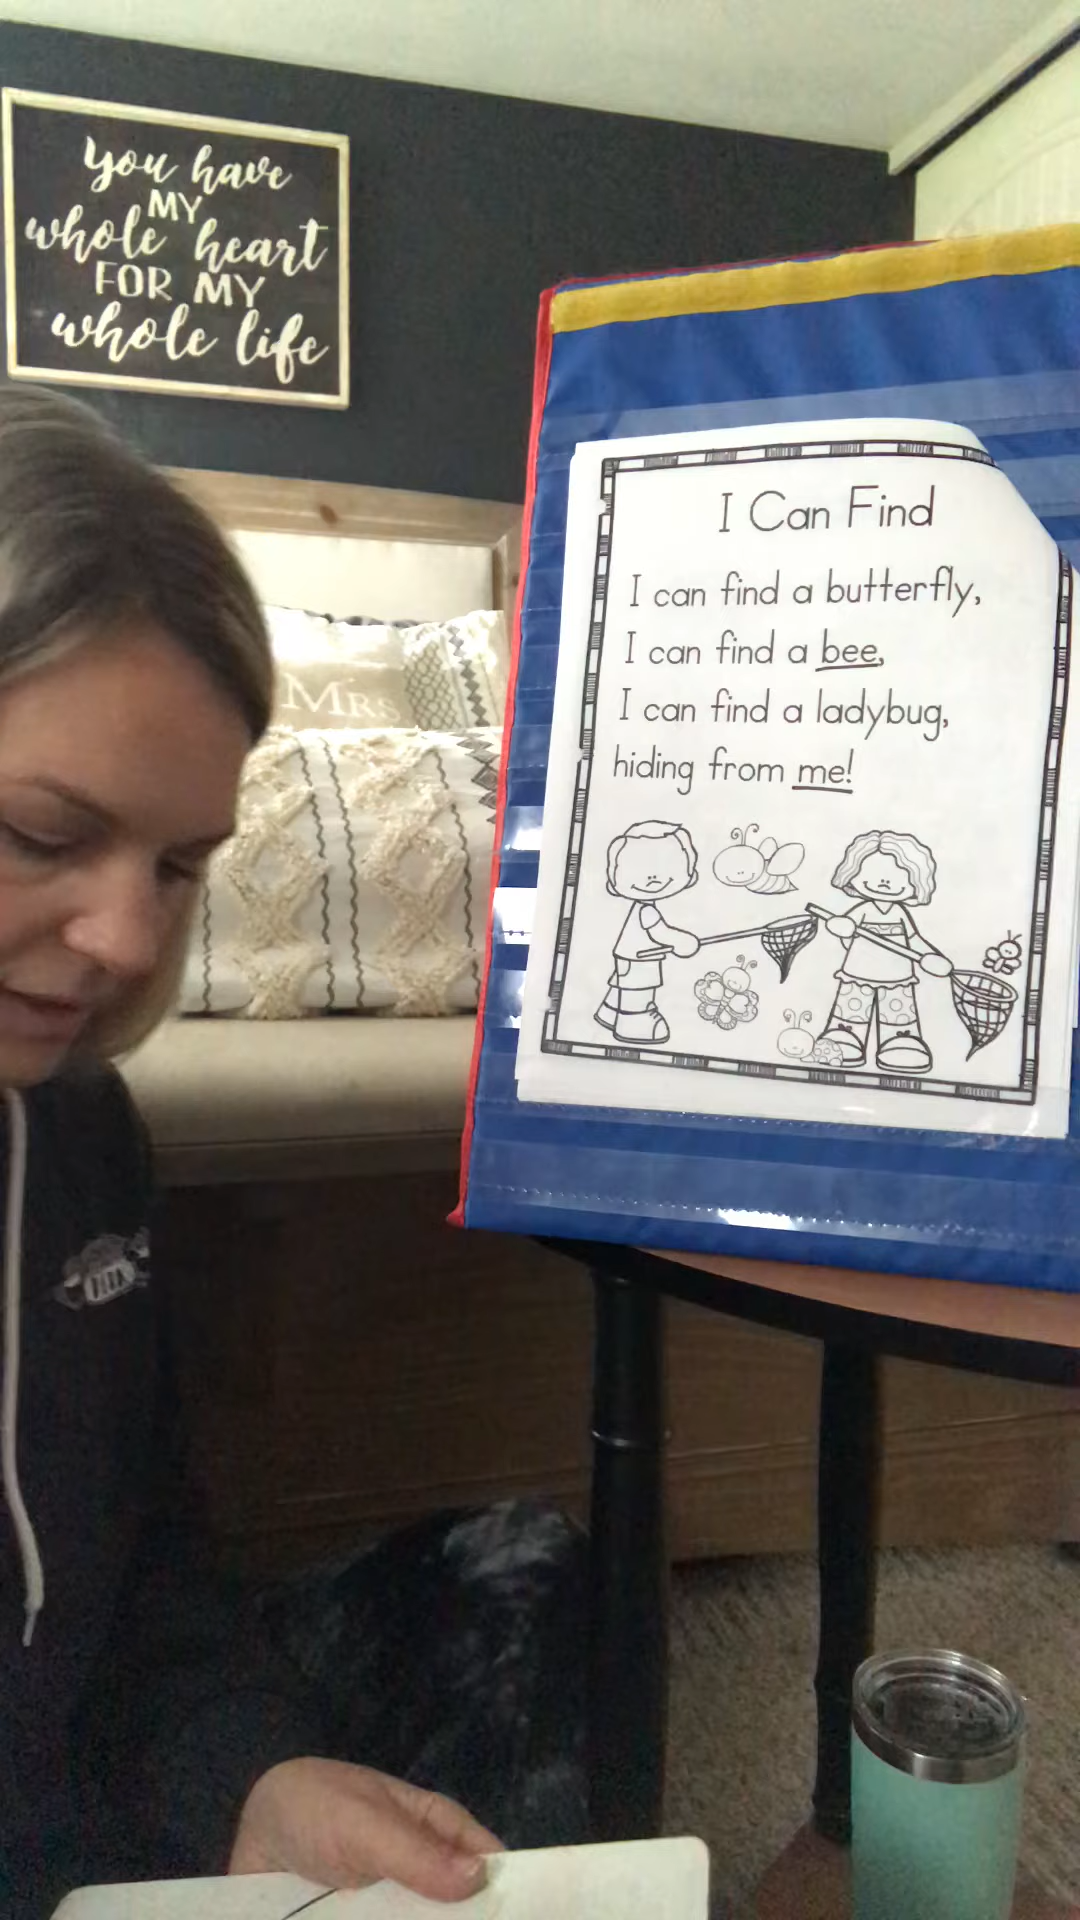 You have
MY
whole heart
FOR MY
whole life
MRS
I Can Find
I can find a butterfly,
I can find a bee,
I can find a ladybug,
hiding from me!